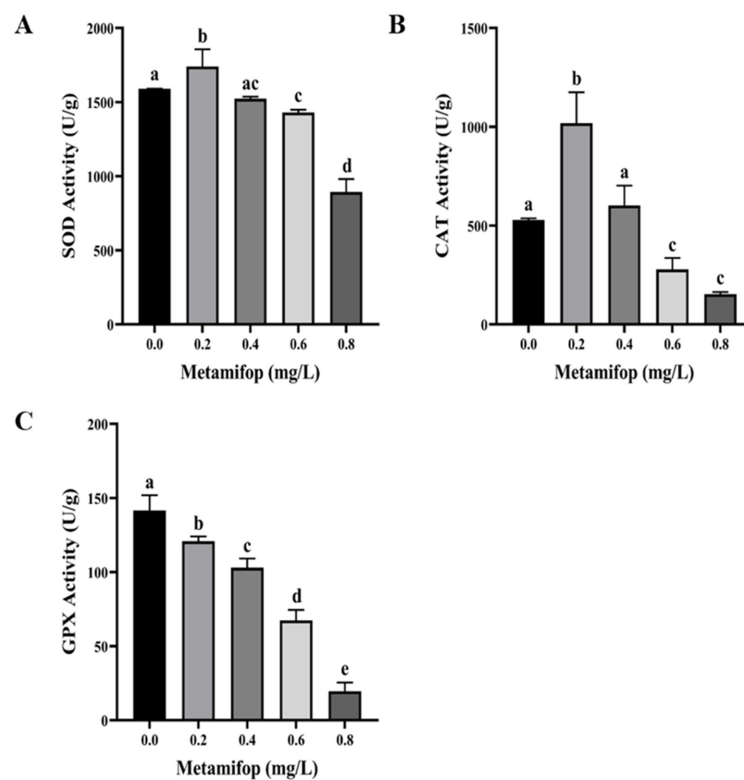 A
SOD Activity (U/g)
2000
1500
1000
500
0
a
b
ac
c
d
0.0 0.2 0.4 0.6 0.8
Metamifop (mg/L)
B
CAT Activity (U/g)
1500
1000
500
0
a
b
a
c
c
0.0 0.2 0.4 0.6 0.8
Metamifop (mg/L)
C
GPX Activity (U/g)
200
150
100
50
0
a
b
c
d
e
0.0 0.2 0.4 0.6 0.8
Metamifop (mg/L)